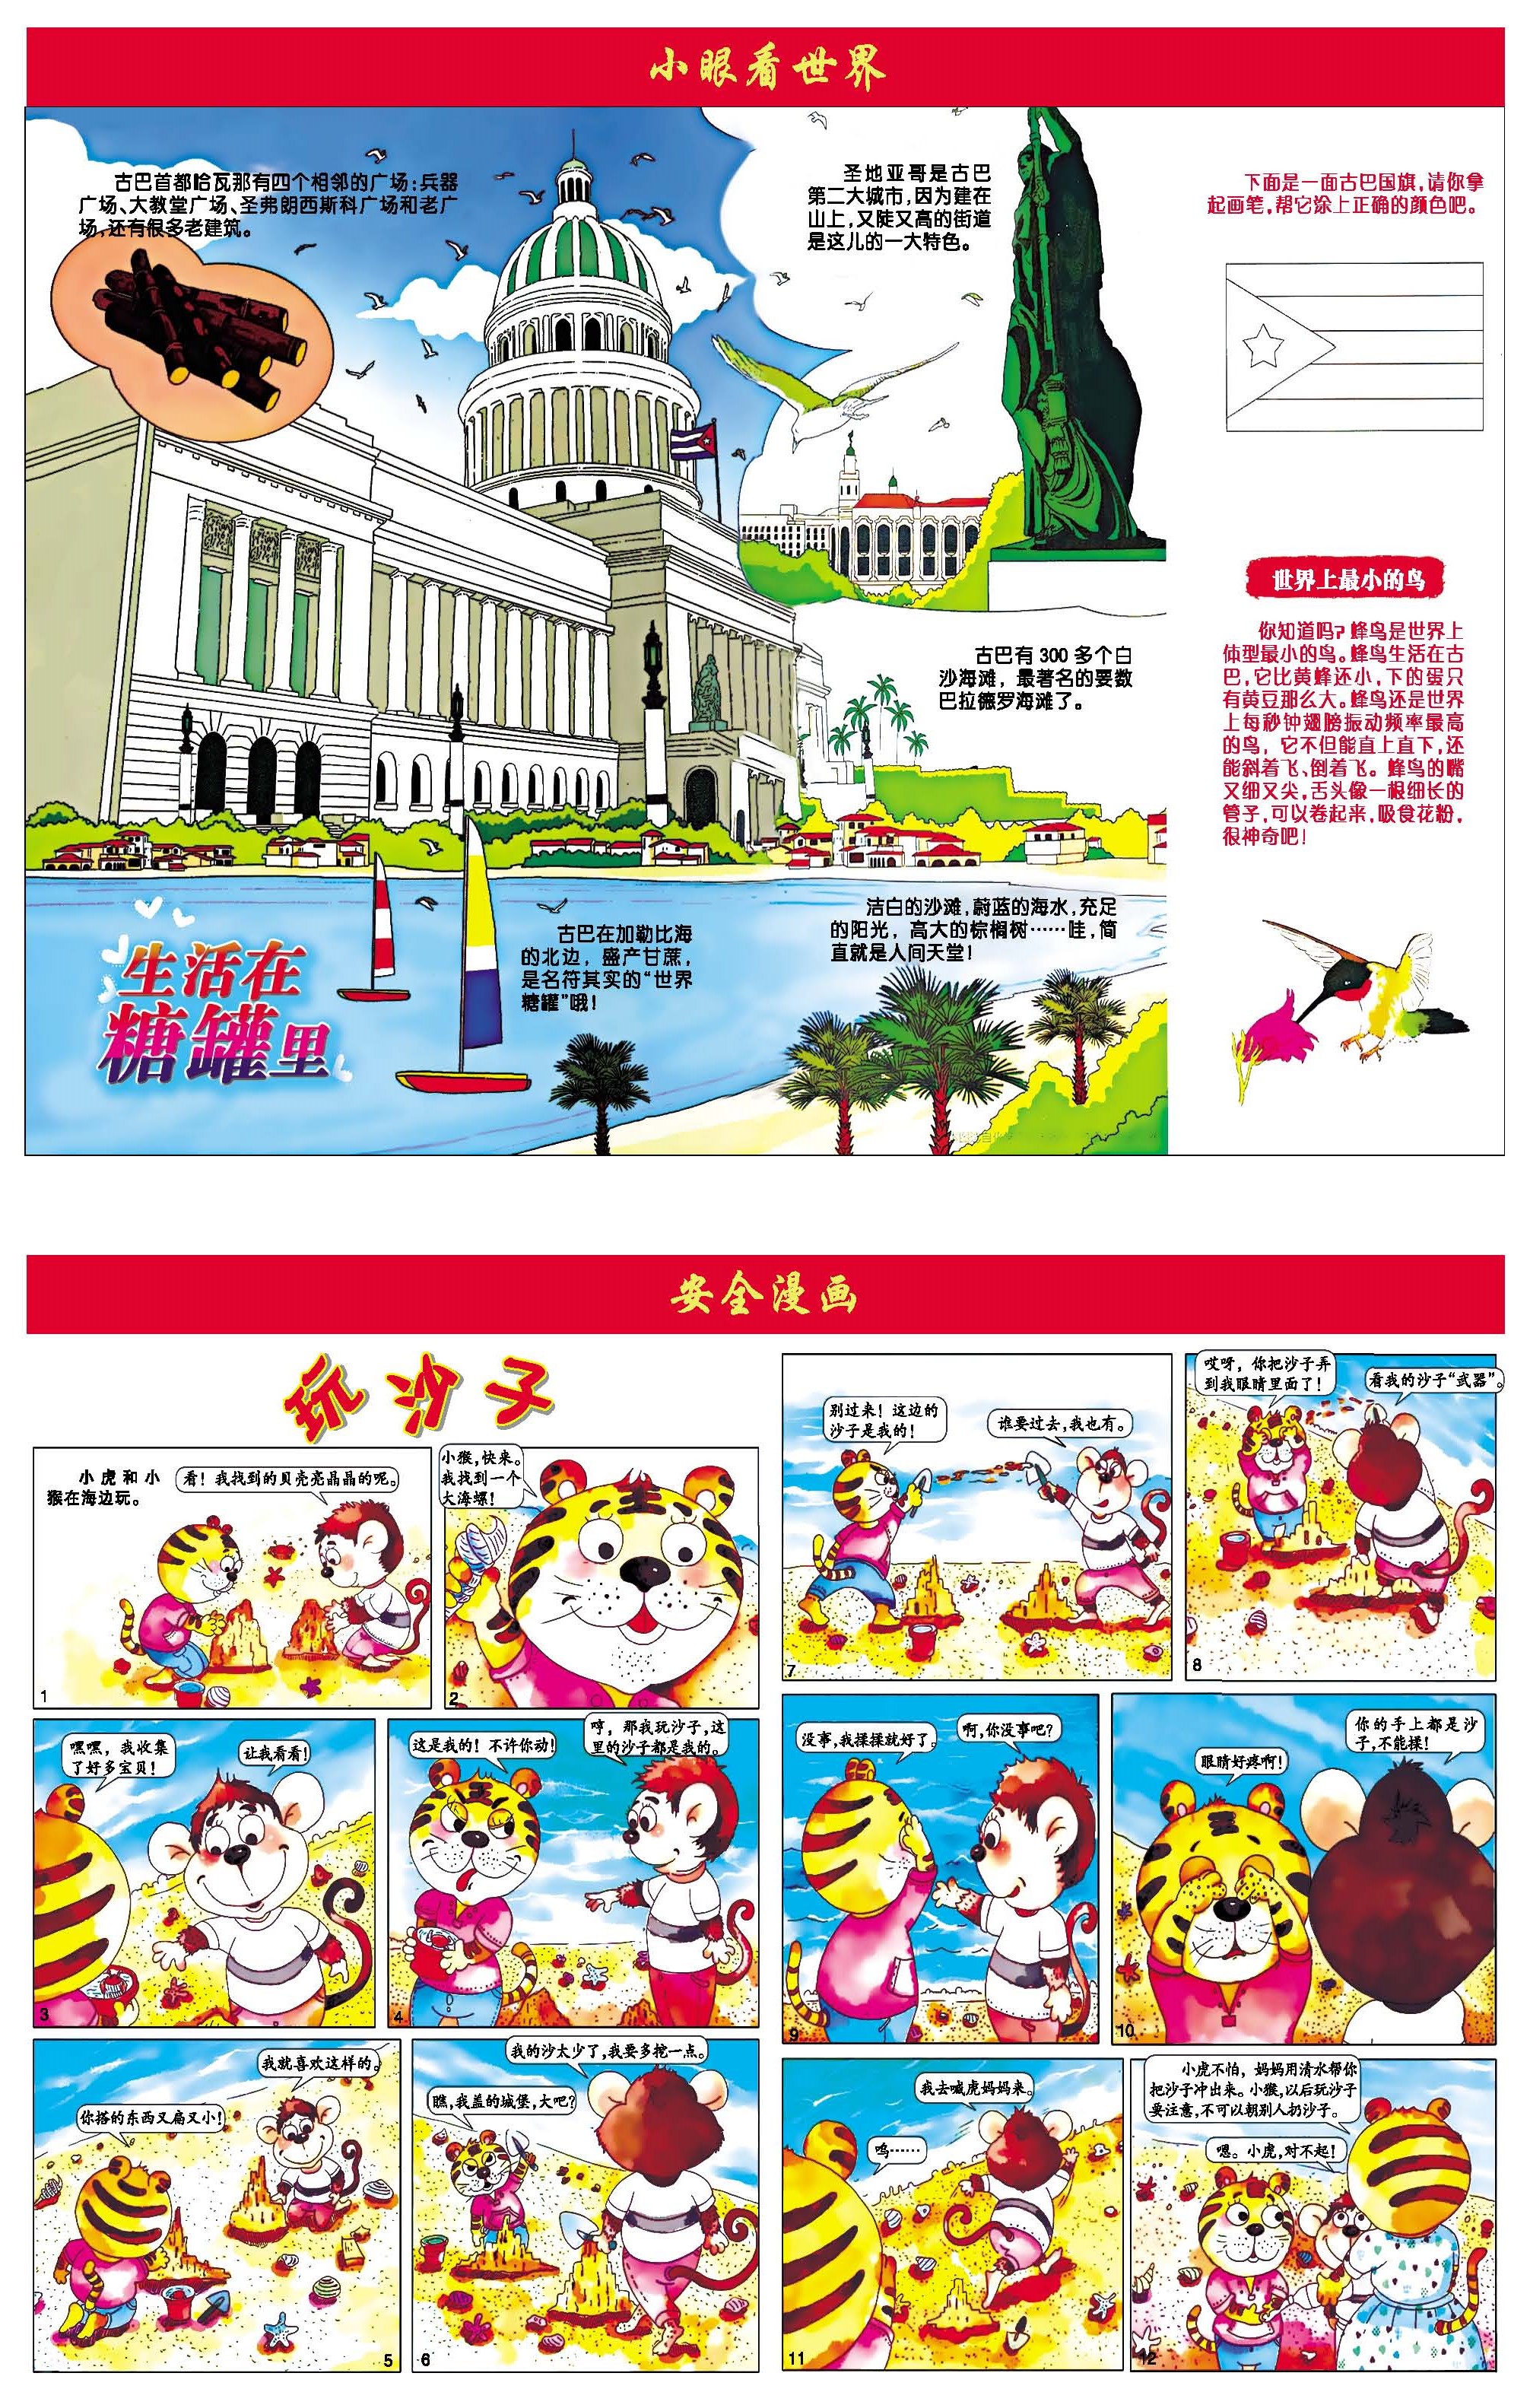 小眼看世界
古巴首都哈瓦那有四个相邻的广场:兵器
广场、大教堂广场、圣弗朗西斯科广场和老广
场,还有很多老建筑。
圣地亚哥是古巴
第二大城市,因为建在
山上,又陡又高的街道
是这儿的一大特色。
下面是一面古巴国旗,请你拿
起画笔,帮它涂上正确的颜色吧。
古巴有 300 多个白
沙海滩,最著名的要数
巴拉德罗海滩了。
世界上最小的鸟
你知道吗?蜂鸟是世界上
体型最小的鸟。蜂鸟生活在古
巴,它比黄蜂还小,下的蛋只
有黄豆那么大。蜂鸟还是世界
上每秒钟翅膀振动频率最高
的鸟,它不但能直上直下,还
能斜着飞、倒着飞。蜂鸟的嘴
又细又尖,舌头像一根细长的
管子,可以卷起来,吸食花粉,
很神奇吧!
生活在
糖罐里
古巴在加勒比海
的北边,盛产甘蔗,
是名符其实的“世界
糖罐”哦!
洁白的沙滩,蔚蓝的海水,充足
的阳光,高大的棕榈树……哇,简
直就是人间天堂!
安全漫画
玩沙子
小虎和小
猴在海边玩。
看!我找到的贝壳亮晶晶的呢。
1
小猴,快来。
我找到一个
大海螺!
2
嘿嘿,我收集
了好多宝贝!
让我看看!
3
这是我的!不许你动!
哼,那我玩沙子,这
里的沙子都是我的。
4
你搭的东西又扁又小!
我就喜欢这样的。
5
瞧,我盖的城堡,大吧?
我的沙太少了,我要多挖一点。
6
别过来!这边的
沙子是我的!
谁要过去,我也有。
7
哎呀,你把沙子弄
到我眼睛里面了!
看我的沙子“武器”。
8
没事,我揉揉就好了。
啊,你没事吧?
9
眼睛好疼啊!
你的手上都是沙
子,不能揉!
10
呜……
我去喊虎妈妈来。
11
小虎不怕,妈妈用清水帮你
把沙子冲出来。小猴,以后玩沙子
要注意,不可以朝别人扔沙子。
嗯。小虎,对不起!
12